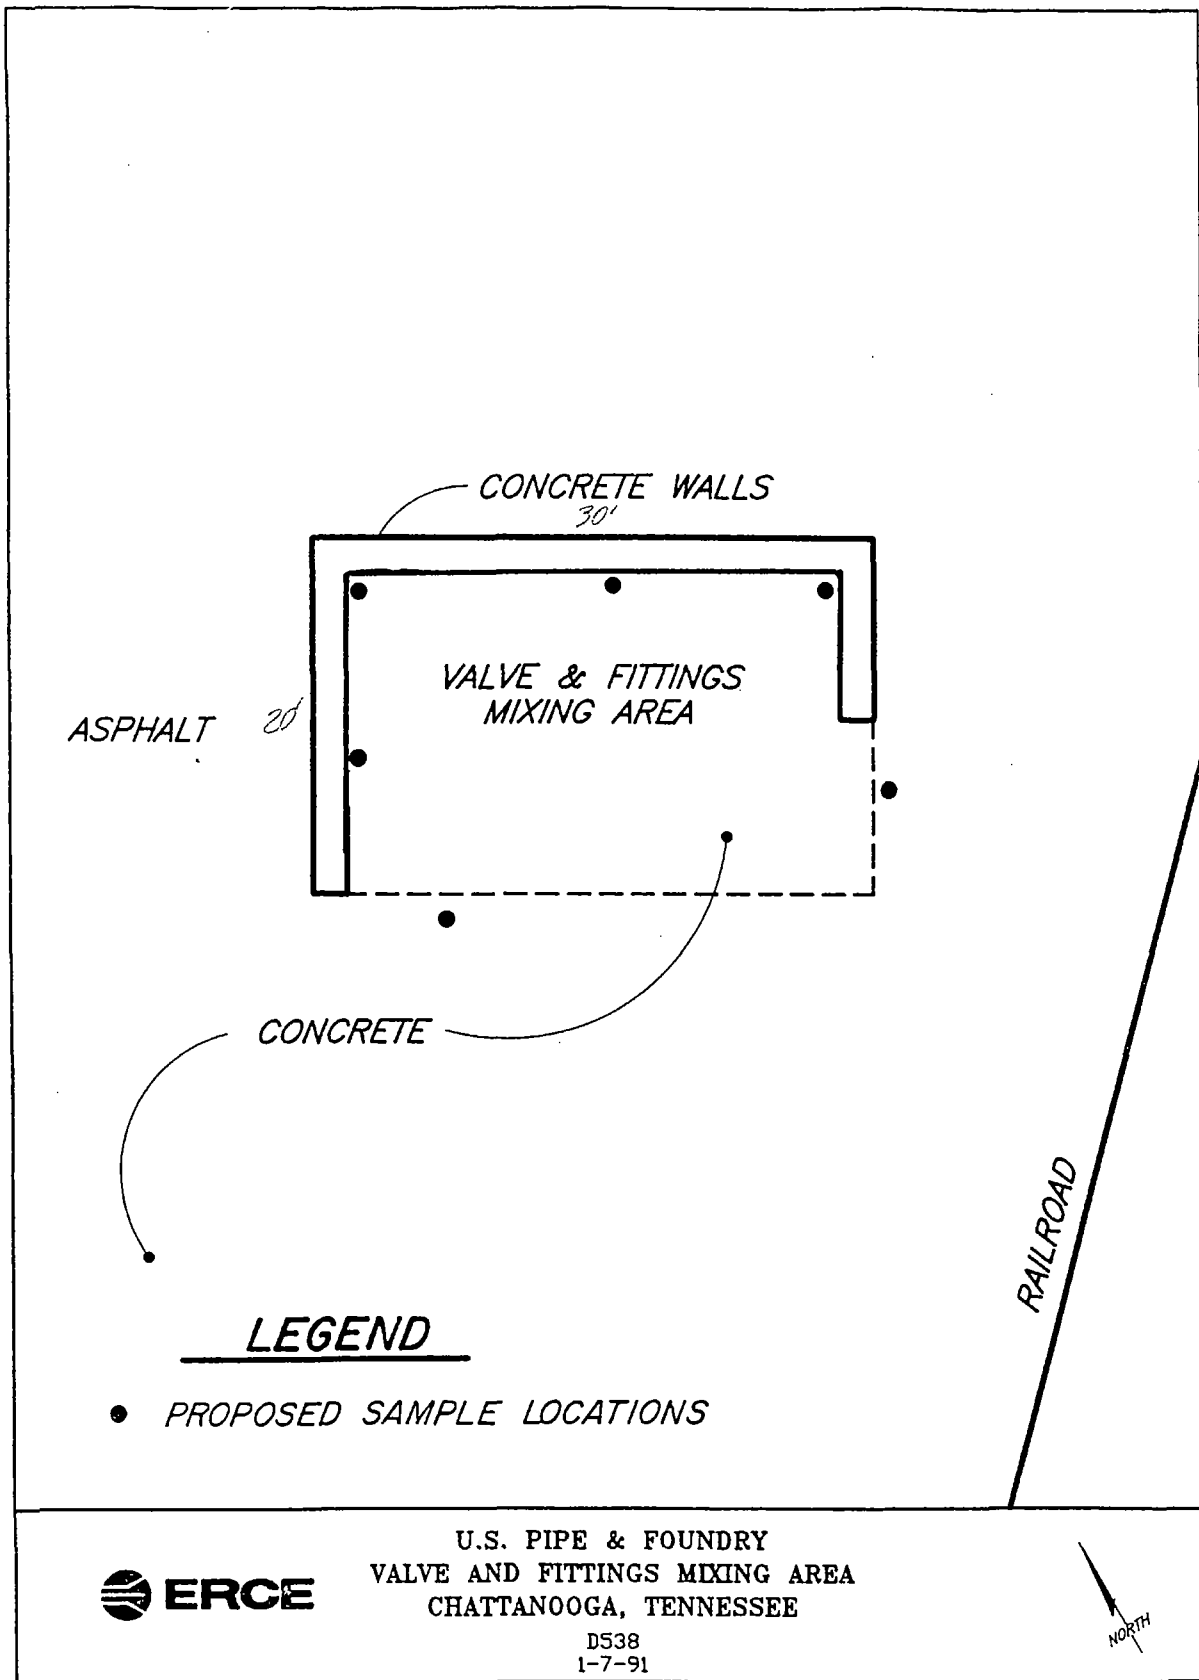 CONCRETE WALLS
30'
VALVE & FITTINGS
MIXING AREA
ASPHALT
20'
CONCRETE
RAILROAD
LEGEND
PROPOSED SAMPLE LOCATIONS
ERCE
U.S. PIPE & FOUNDRY
VALVE AND FITTINGS MIXING AREA
CHATTANOOGA, TENNESSEE
D538
1-7-91
NORTH